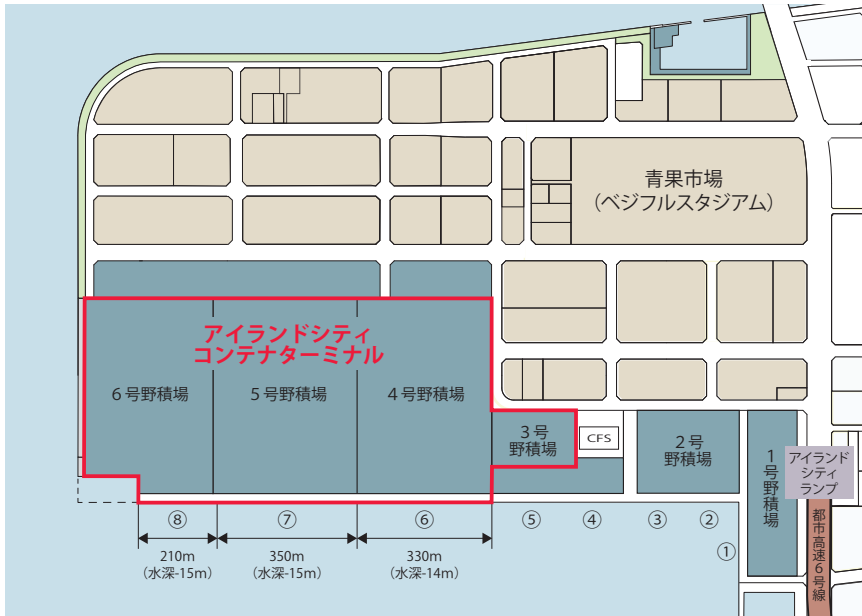 青果市場
（ベジフルスタジアム）
アイランドシティ
コンテナターミナル
6号野積場
5号野積場
4号野積場
3号
野積場
CFS
2号
野積場
1号野積場
アイランド
シティ
ランプ
都市高速6号線
⑧
⑦
⑥
⑤
④
③
②
①
210m
（水深-15m）
350m
（水深-15m）
330m
（水深-14m）